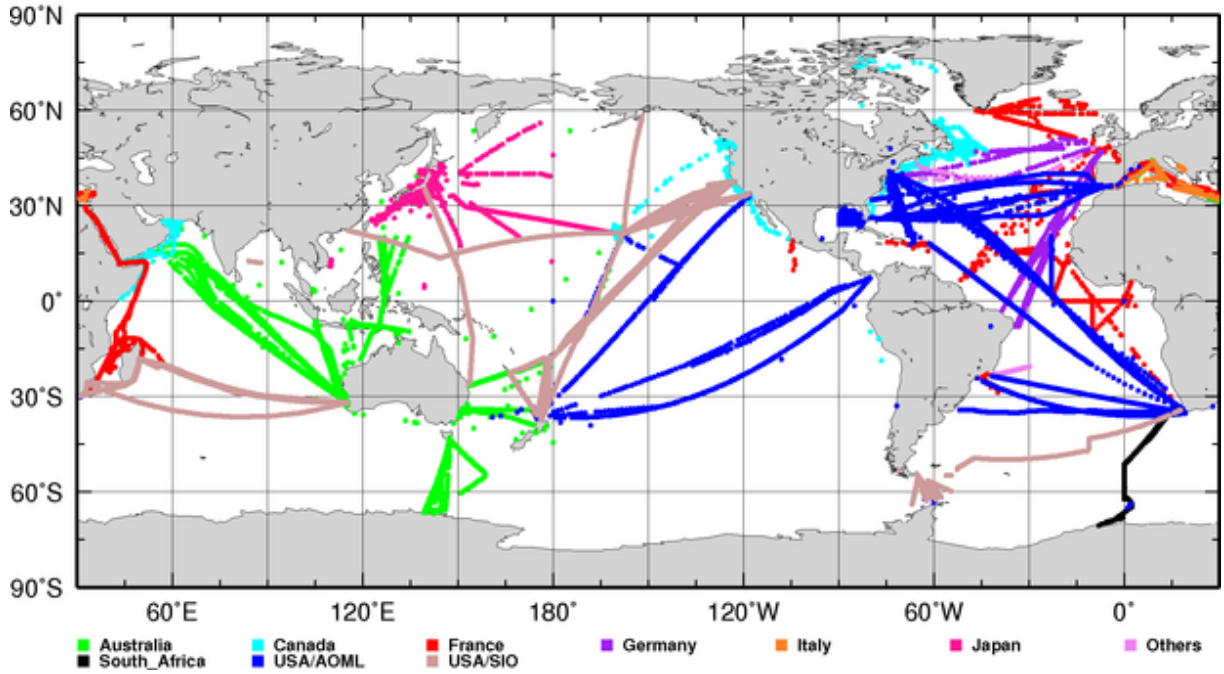 90˚N
60˚N
30˚N
0˚
30˚S
60˚S
90˚S
60˚E 120˚E 180˚ 120˚W 60˚W 0˚
Australia Canada France Germany Italy Japan Others
South_Africa USA/AOML USA/SIO